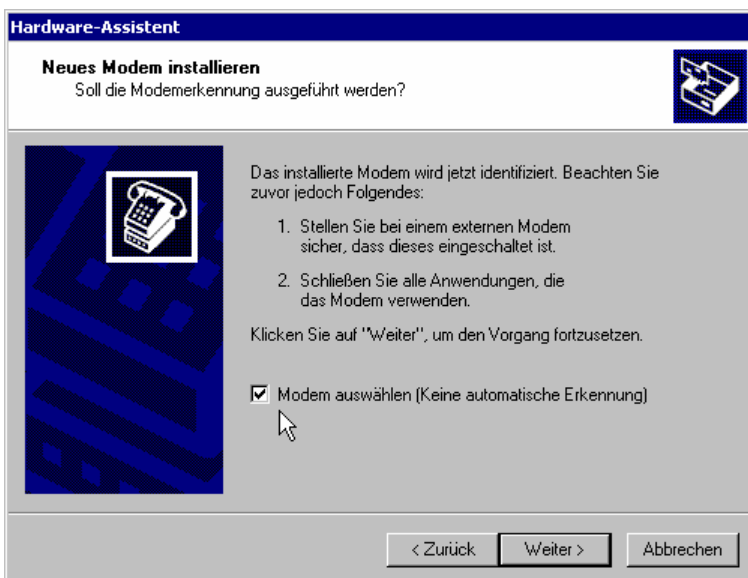 Hardware-Assistent
Neues Modem installieren
Soll die Modemerkennung ausgeführt werden?
Das installierte Modem wird jetzt identifiziert. Beachten Sie
zuvor jedoch Folgendes:
1. Stellen Sie bei einem externen Modem
sicher, dass dieses eingeschaltet ist.
2. Schließen Sie alle Anwendungen, die
das Modem verwenden.
Klicken Sie auf "Weiter", um den Vorgang fortzusetzen.
Modem auswählen (Keine automatische Erkennung)
< Zurück Weiter > Abbrechen